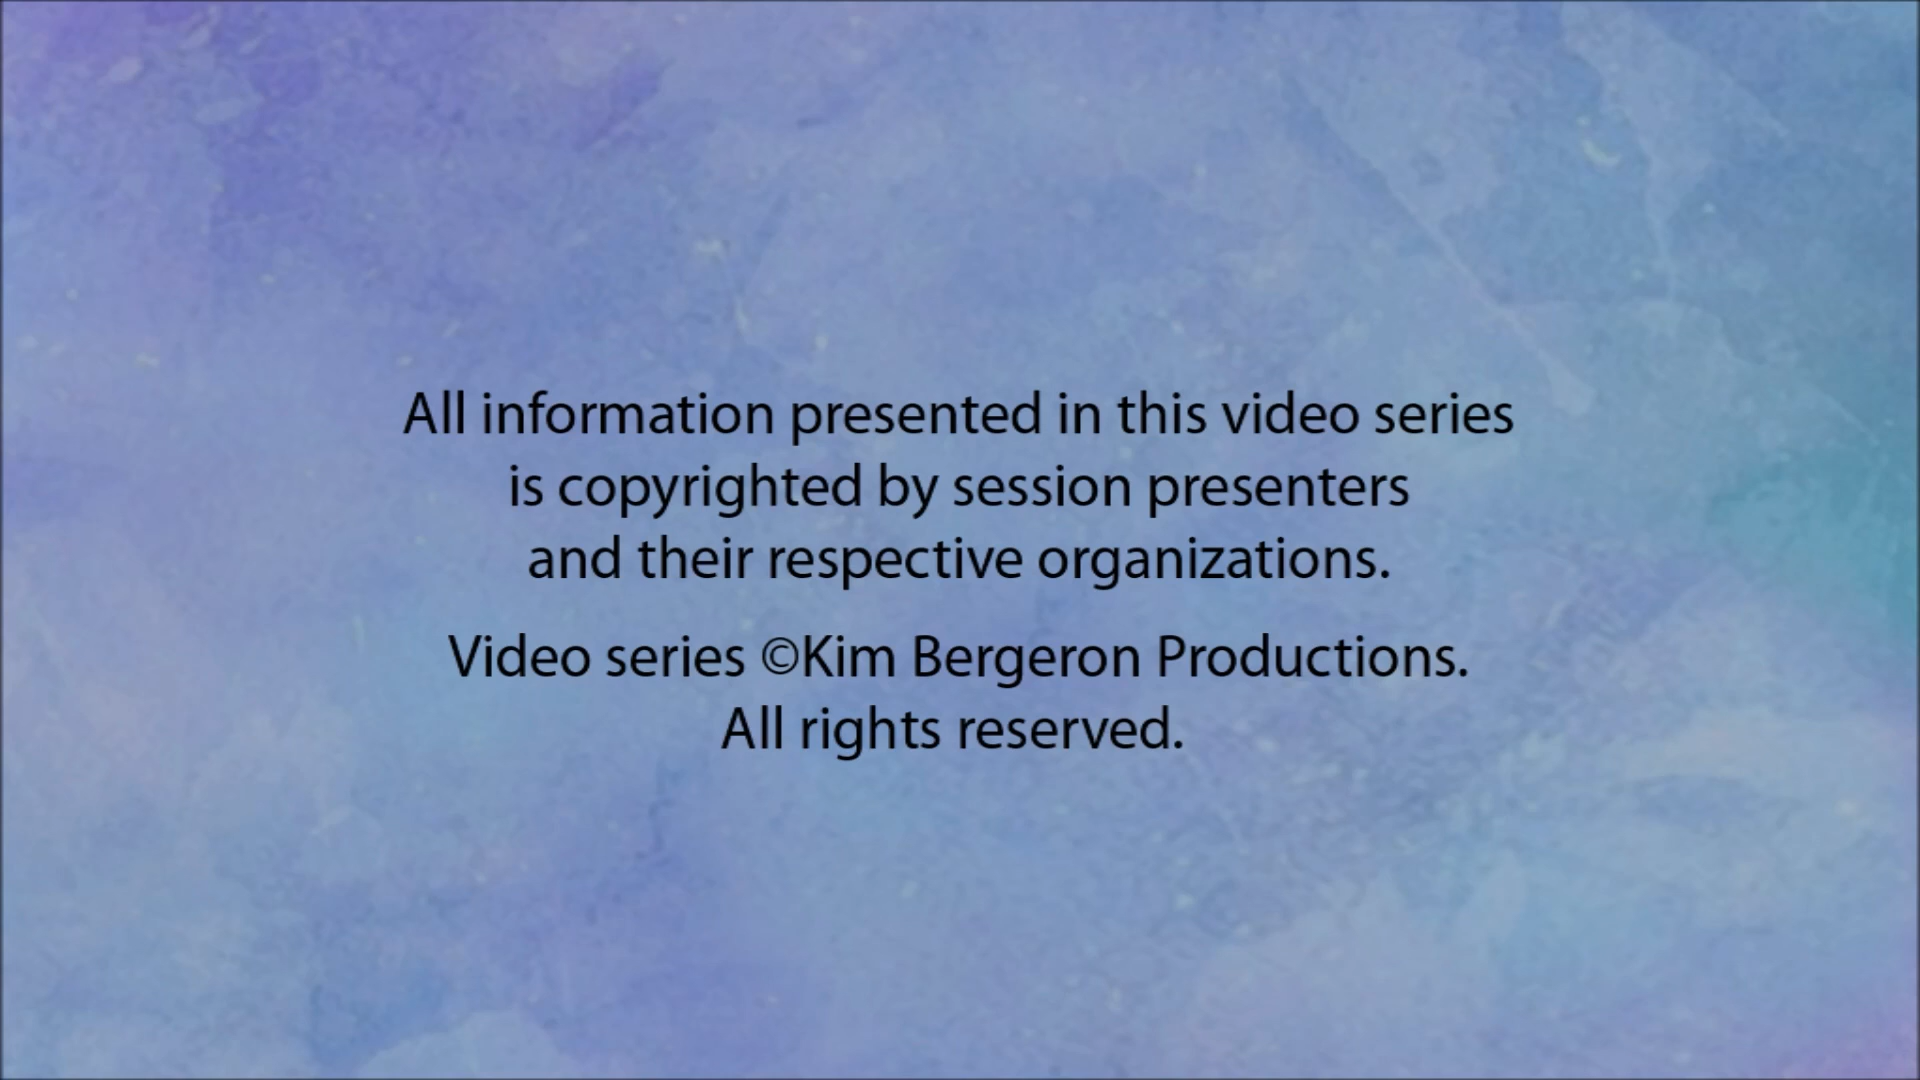 All information presented in this video series
is copyrighted by session presenters
and their respective organizations.
Video series ©Kim Bergeron Productions.
All rights reserved.